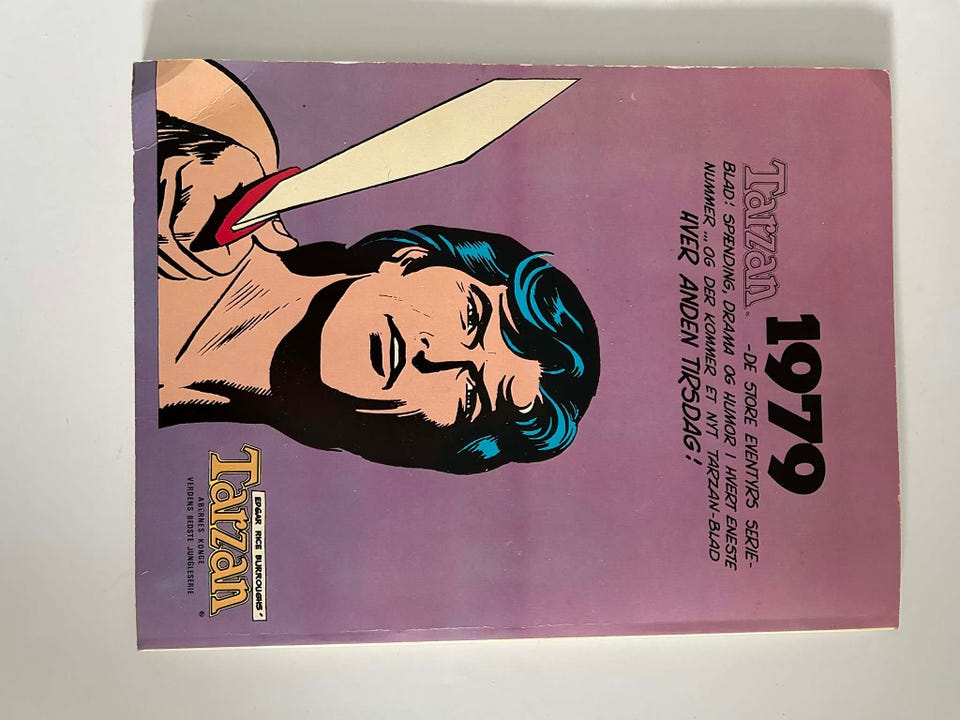 1979
Tarzan® -DE STORE EVENTYRS SERIE-
BLAD! SPÆNDING, DRAMA OG HUMOR I HVERT ENESTE
NUMMER ... OG DER KOMMER ET NYT TARZAN-BLAD
HVER ANDEN TIRSDAG!
EDGAR RICE BURROUGHS'
Tarzan®
ABERNES KONGE
VERDENS BEDSTE JUNGLESERIE